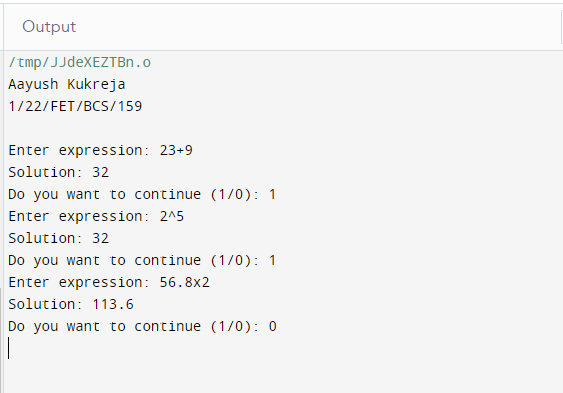 Output
/tmp/JJdeXEZTBn.o
Aayush Kukreja
1/22/FET/BCS/159
Enter expression: 23+9
Solution: 32
Do you want to continue (1/0): 1
Enter expression: 2^5
Solution: 32
Do you want to continue (1/0): 1
Enter expression: 56.8x2
Solution: 113.6
Do you want to continue (1/0): 0